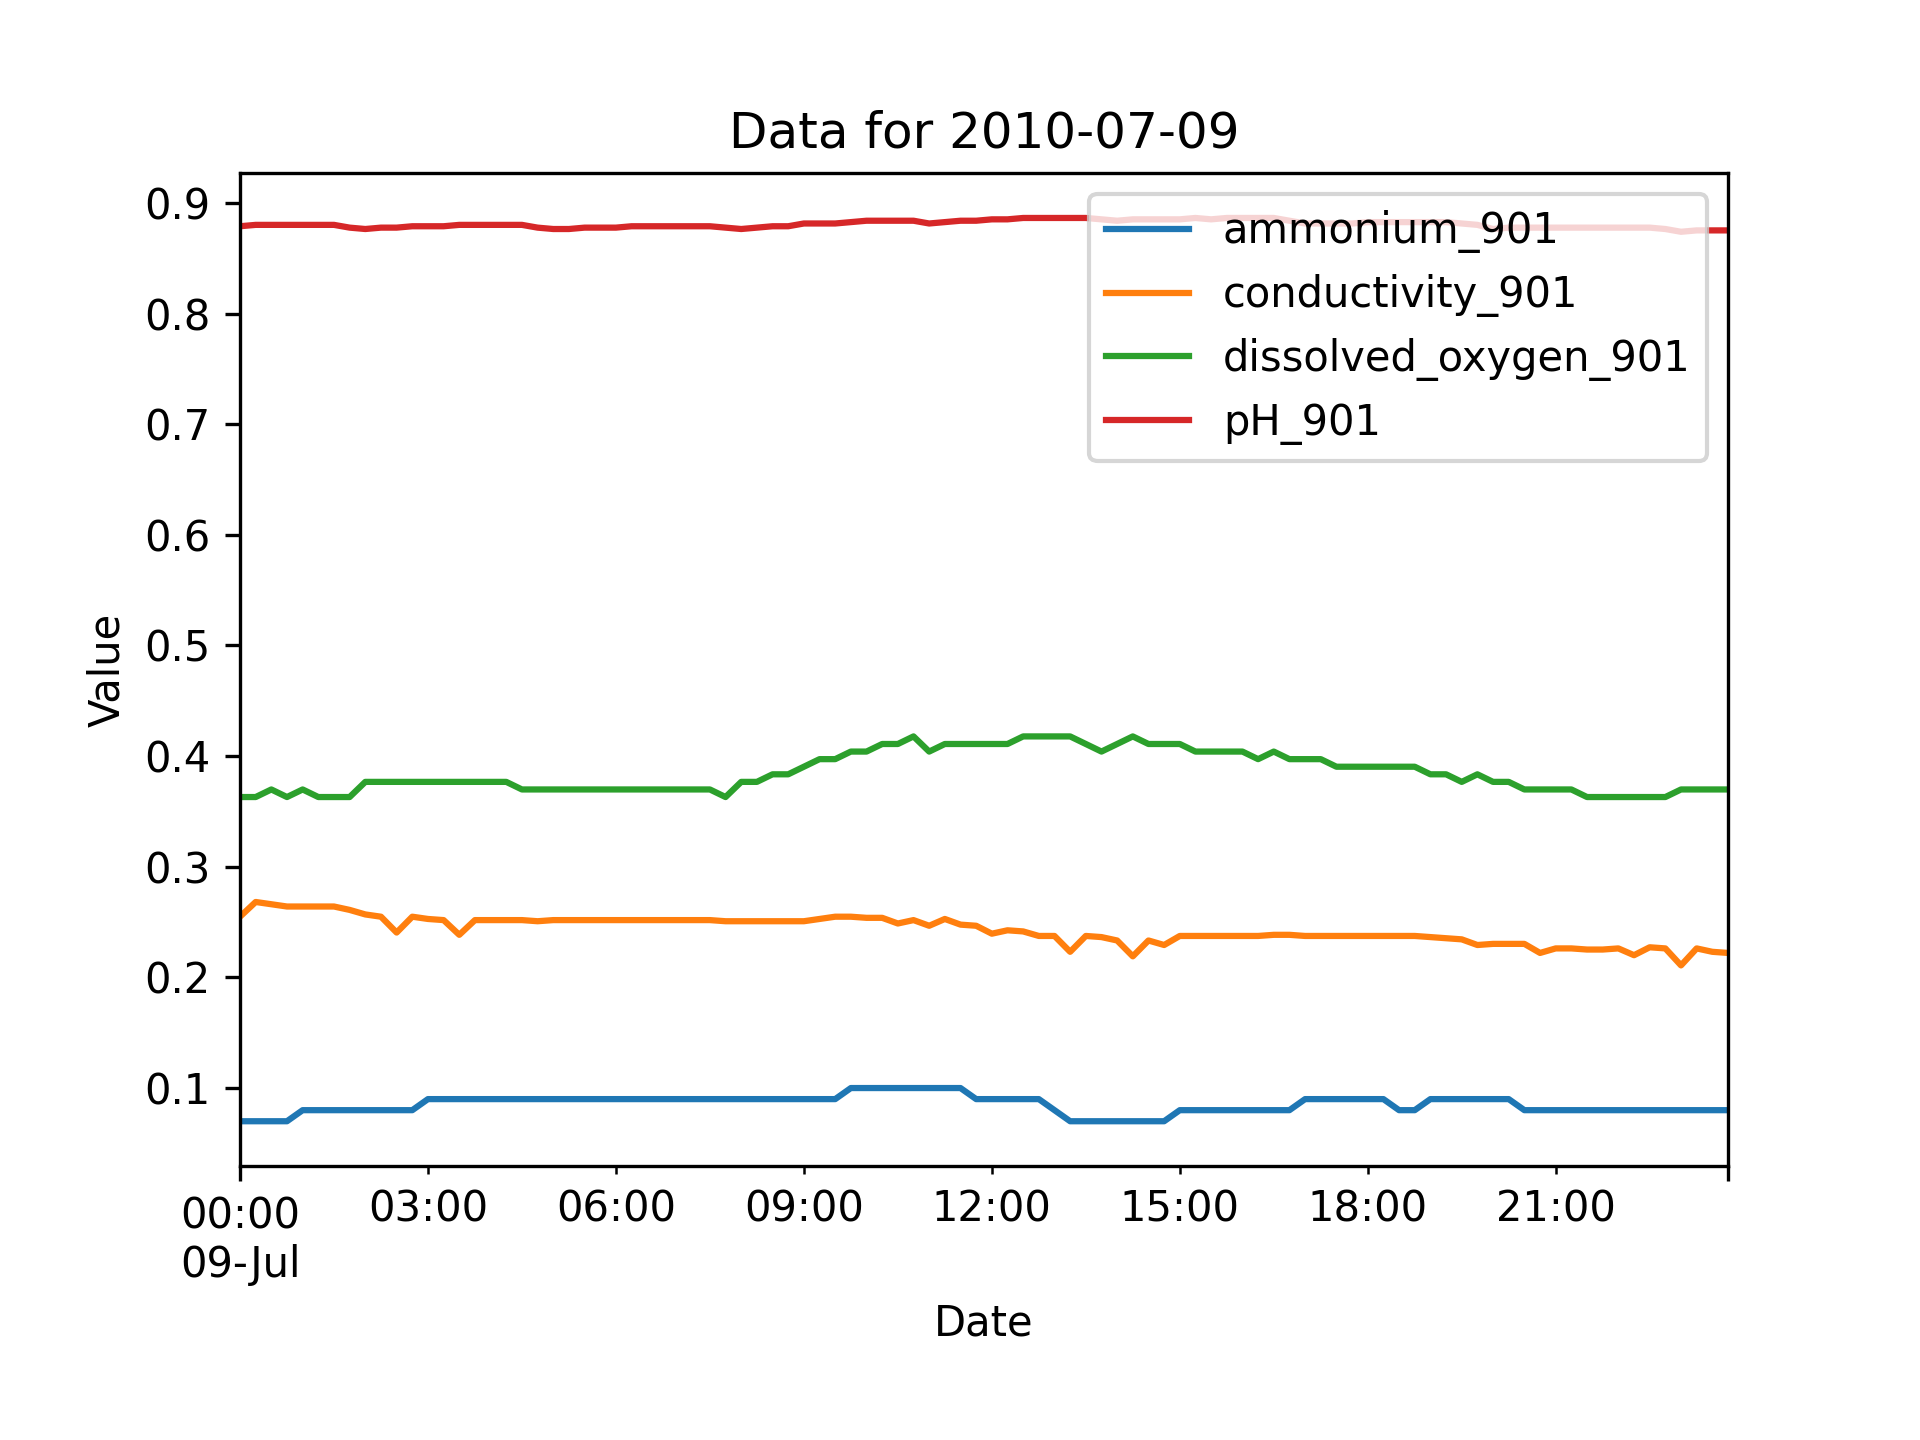 Data for 2010-07-09
ammonium_901
conductivity_901
dissolved_oxygen_901
pH_901
Value
0.9
0.8
0.7
0.6
0.5
0.4
0.3
0.2
0.1
00:00 03:00 06:00 09:00 12:00 15:00 18:00 21:00
09-Jul
Date